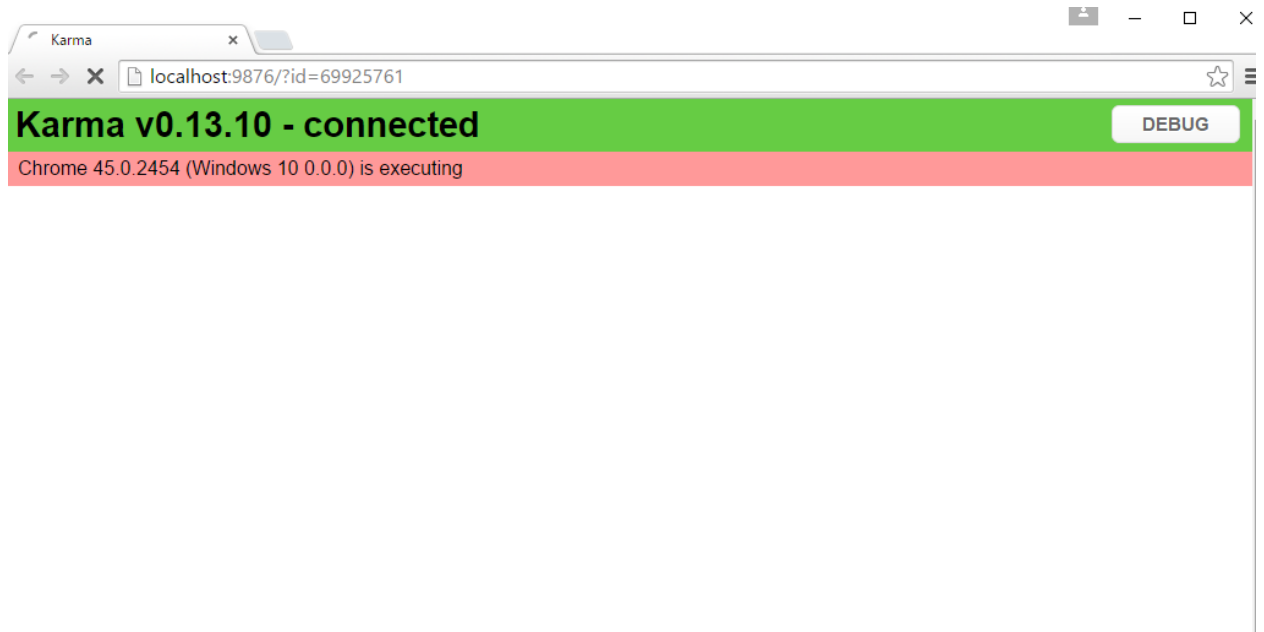 Karma
localhost:9876/?id=69925761
Karma v0.13.10 - connected
DEBUG
Chrome 45.0.2454 (Windows 10 0.0.0) is executing